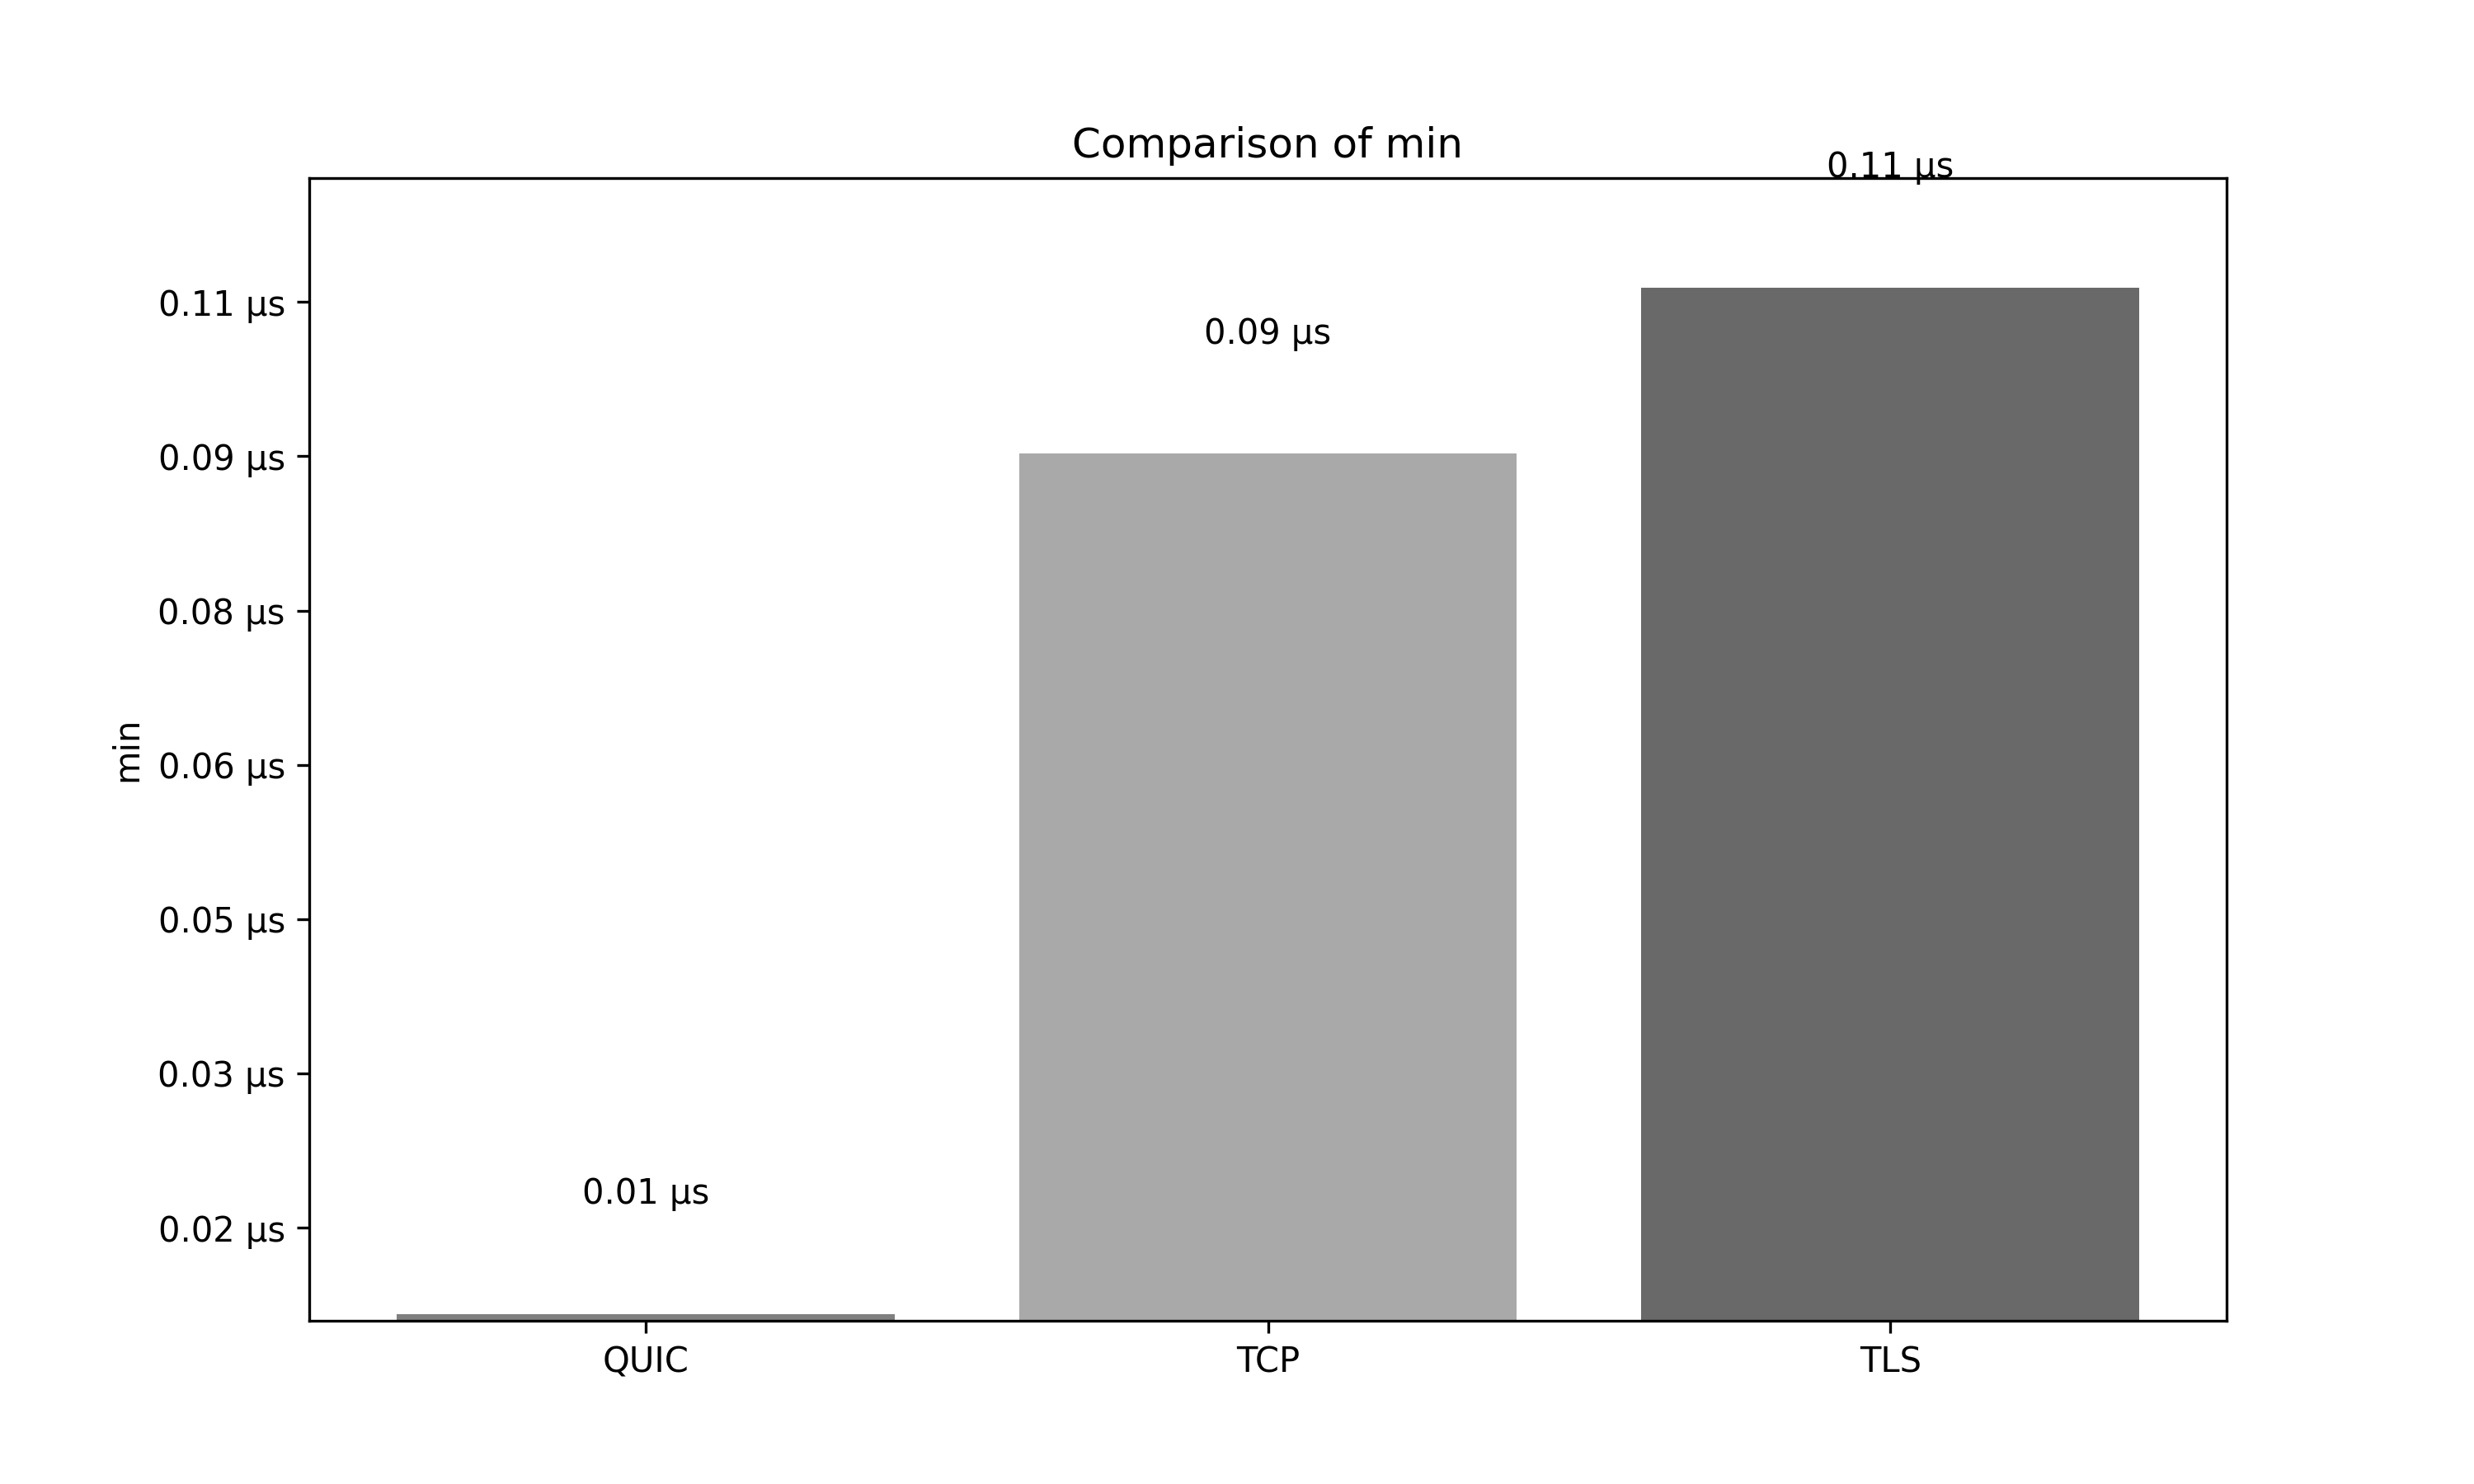 Comparison of min
0.11 µs
0.11 µs
0.09 µs
0.09 µs
0.08 µs
min
0.06 µs
0.05 µs
0.03 µs
0.01 µs
0.02 µs
QUIC
TCP
TLS